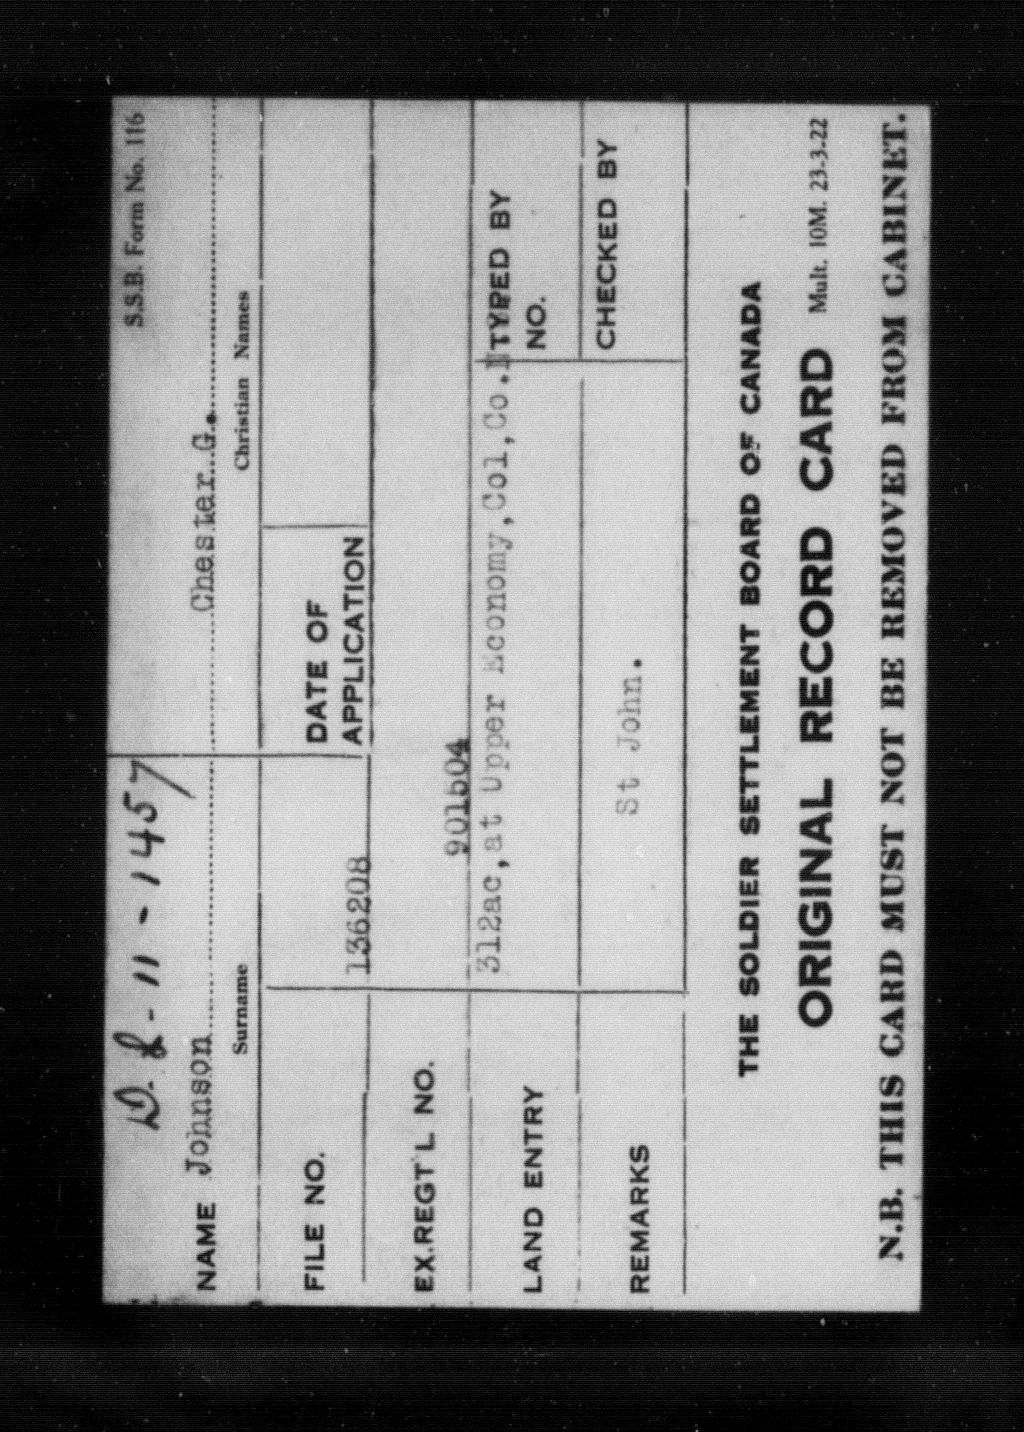 S.S.B. Form No. 116
D.L-11-1457
NAME Johnson Chester G.
Surname Christian Names
FILE NO. 136208 DATE OF APPLICATION
EX.REGT'L NO. 901504
LAND ENTRY 312ac, at Upper Economy, Col, Co. TYPED BY NO.
REMARKS St John. CHECKED BY
THE SOLDIER SETTLEMENT BOARD OF CANADA
ORIGINAL RECORD CARD Mult. 10M. 23-3-22
N.B. THIS CARD MUST NOT BE REMOVED FROM CABINET.